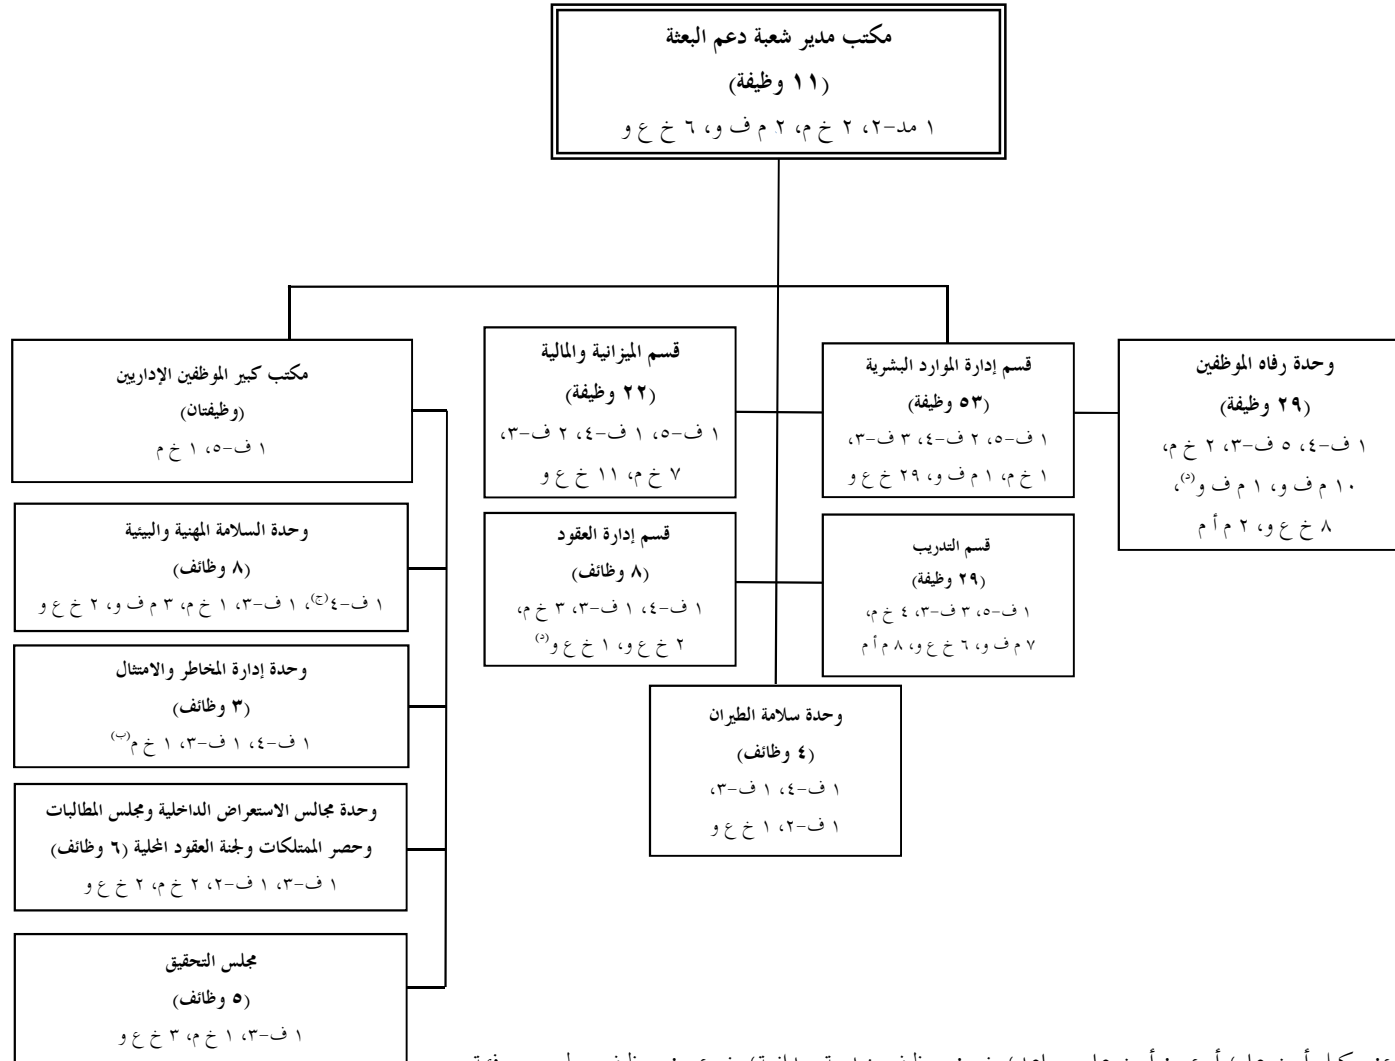 مكتب مدير شعبة دعم البعثة
(١١ وظيفة)
١ مد-٢، ٢ خ م، ٢ م ف و، ٦ خ ع و
مكتب كبير الموظفين الإداريين
(وظيفتان)
١ ف-٥، ١ خ م
وحدة السلامة المهنية والبيئية
(٨ وظائف)
١ ف-٤(ج)، ١ ف-٣، ١ خ م، ٣ م ف و، ٢ خ ع و
وحدة إدارة المخاطر والامتثال
(٣ وظائف)
١ ف-٤، ١ ف-٣، ١ خ م(ب)
وحدة مجالس الاستعراض الداخلية ومجلس المطالبات
وحصر الممتلكات ولجنة العقود المحلية (٦ وظائف)
١ ف-٣، ١ ف-٢، ٢ خ م، ٢ خ ع و
مجلس التحقيق
(٥ وظائف)
١ ف-٣، ١ خ م، ٣ خ ع و
قسم الميزانية والمالية
(٢٢ وظيفة)
١ ف-٥، ١ ف-٤، ٢ ف-٣،
٧ خ م، ١١ خ ع و
قسم إدارة العقود
(٨ وظائف)
١ ف-٤، ١ ف-٣، ٣ خ م،
٢ خ ع و، ١ خ ع و(د)
قسم إدارة الموارد البشرية
(٥٣ وظيفة)
١ ف-٥، ٢ ف-٤، ٣ ف-٣،
١ خ م، ١ م ف و، ٢٩ خ ع و
قسم التدريب
(٢٩ وظيفة)
١ ف-٥، ٣ ف-٣، ٤ خ م،
٧ م ف و، ٦ خ ع و، ٨ م أ م
وحدة رفاه الموظفين
(٢٩ وظيفة)
١ ف-٤، ٥ ف-٣، ٢ خ م،
١٠ م ف و، ١ م ف و(د)،
٨ خ ع و، ٢ م أ م
وحدة سلامة الطيران
(٤ وظائف)
١ ف-٤، ١ ف-٣،
١ ف-٢، ١ خ ع و